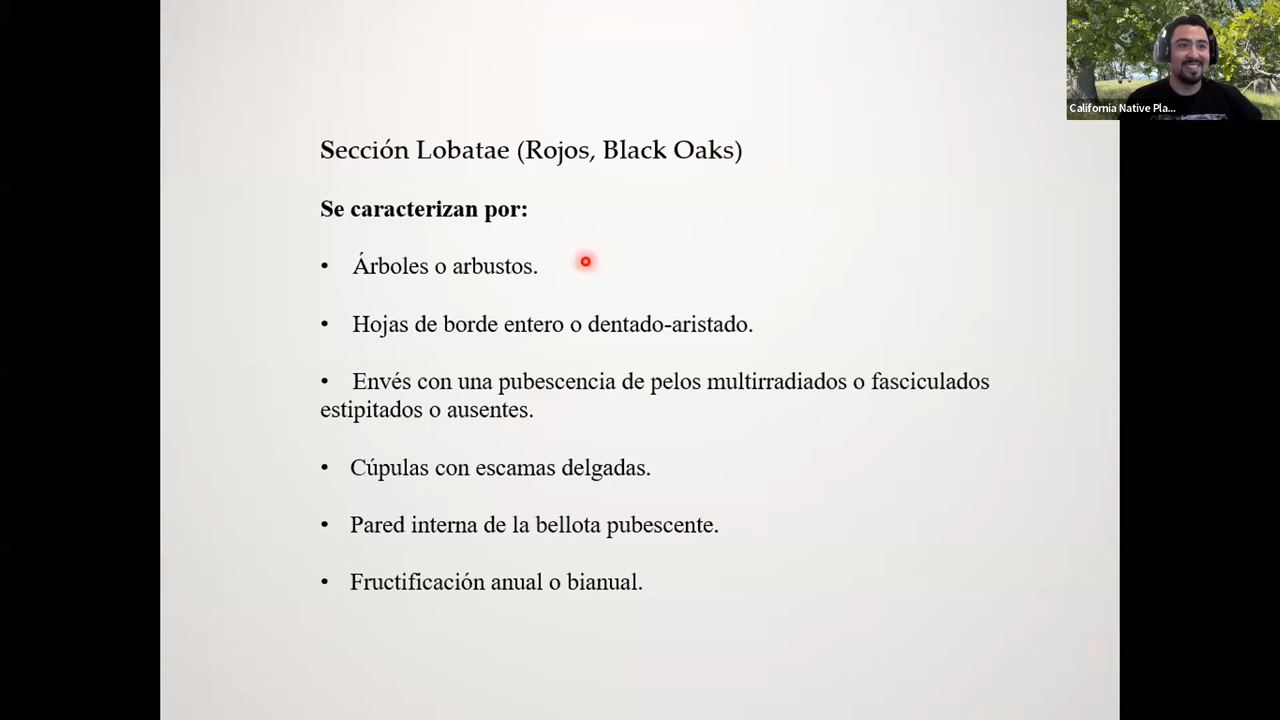 California Native Pla...
Sección Lobatae (Rojos, Black Oaks)
Se caracterizan por:
• Árboles o arbustos.
• Hojas de borde entero o dentado-aristado.
• Envés con una pubescencia de pelos multirradiados o fasciculados
estipitados o ausentes.
• Cúpulas con escamas delgadas.
• Pared interna de la bellota pubescente.
• Fructificación anual o bianual.